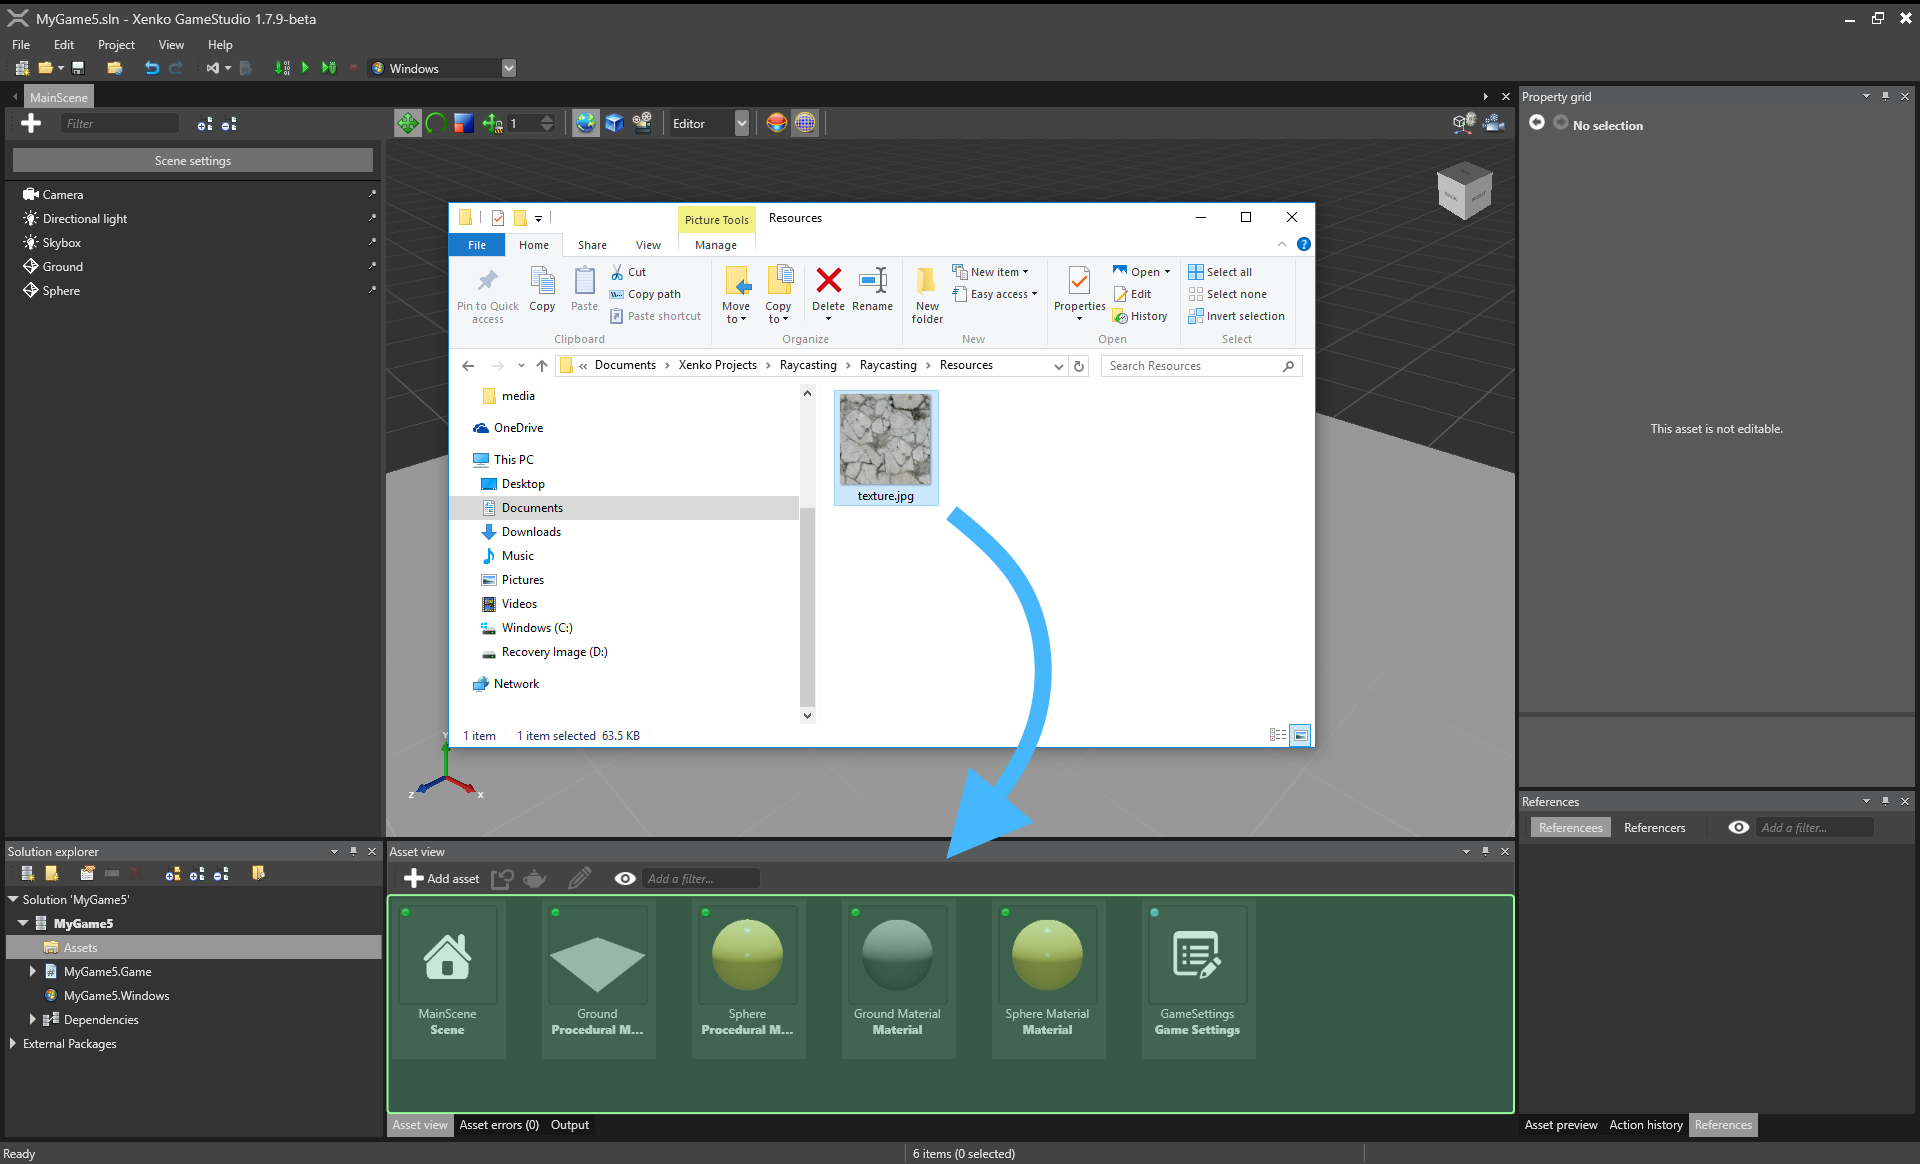 MyGame5.sln - Xenko GameStudio 1.7.9-beta
File Edit Project View Help
Windows
MainScene
Filter
Scene settings
Camera
Directional light
Skybox
Ground
Sphere
1
Editor
Picture Tools
Resources
File Home Share View Manage
Pin to Quick access
Copy
Paste
Cut
Copy path
Paste shortcut
Clipboard
Move to
Copy to
Delete
Rename
Organize
New folder
New item
Easy access
New
Properties
Open
Edit
History
Open
Select all
Select none
Invert selection
Select
« Documents > Xenko Projects > Raycasting > Raycasting > Resources
Search Resources
media
OneDrive
This PC
Desktop
Documents
Downloads
Music
Pictures
Videos
Windows (C:)
Recovery Image (D:)
Network
texture.jpg
1 item 1 item selected 63.5 KB
Y
Z
X
Property grid
No selection
This asset is not editable.
References
Referencees Referencers
Add a filter...
Solution explorer
Solution 'MyGame5'
MyGame5
Assets
MyGame5.Game
MyGame5.Windows
Dependencies
External Packages
Asset view
Add asset
Add a filter...
MainScene
Scene
Ground
Procedural M...
Sphere
Procedural M...
Ground Material
Material
Sphere Material
Material
GameSettings
Game Settings
Asset view Asset errors (0) Output
Asset preview Action history References
Ready
6 items (0 selected)